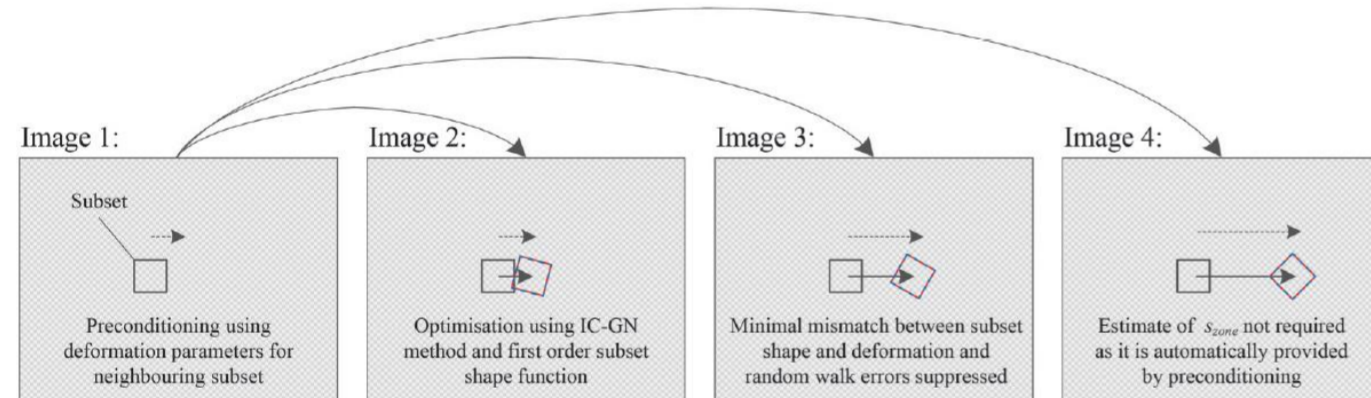 Image 1:
Image 2:
Image 3:
Image 4:
Subset
Preconditioning using
deformation parameters for
neighbouring subset
Optimisation using IC-GN
method and first order subset
shape function
Minimal mismatch between subset
shape and deformation and
random walk errors suppressed
Estimate of s_zone not required
as it is automatically provided
by preconditioning